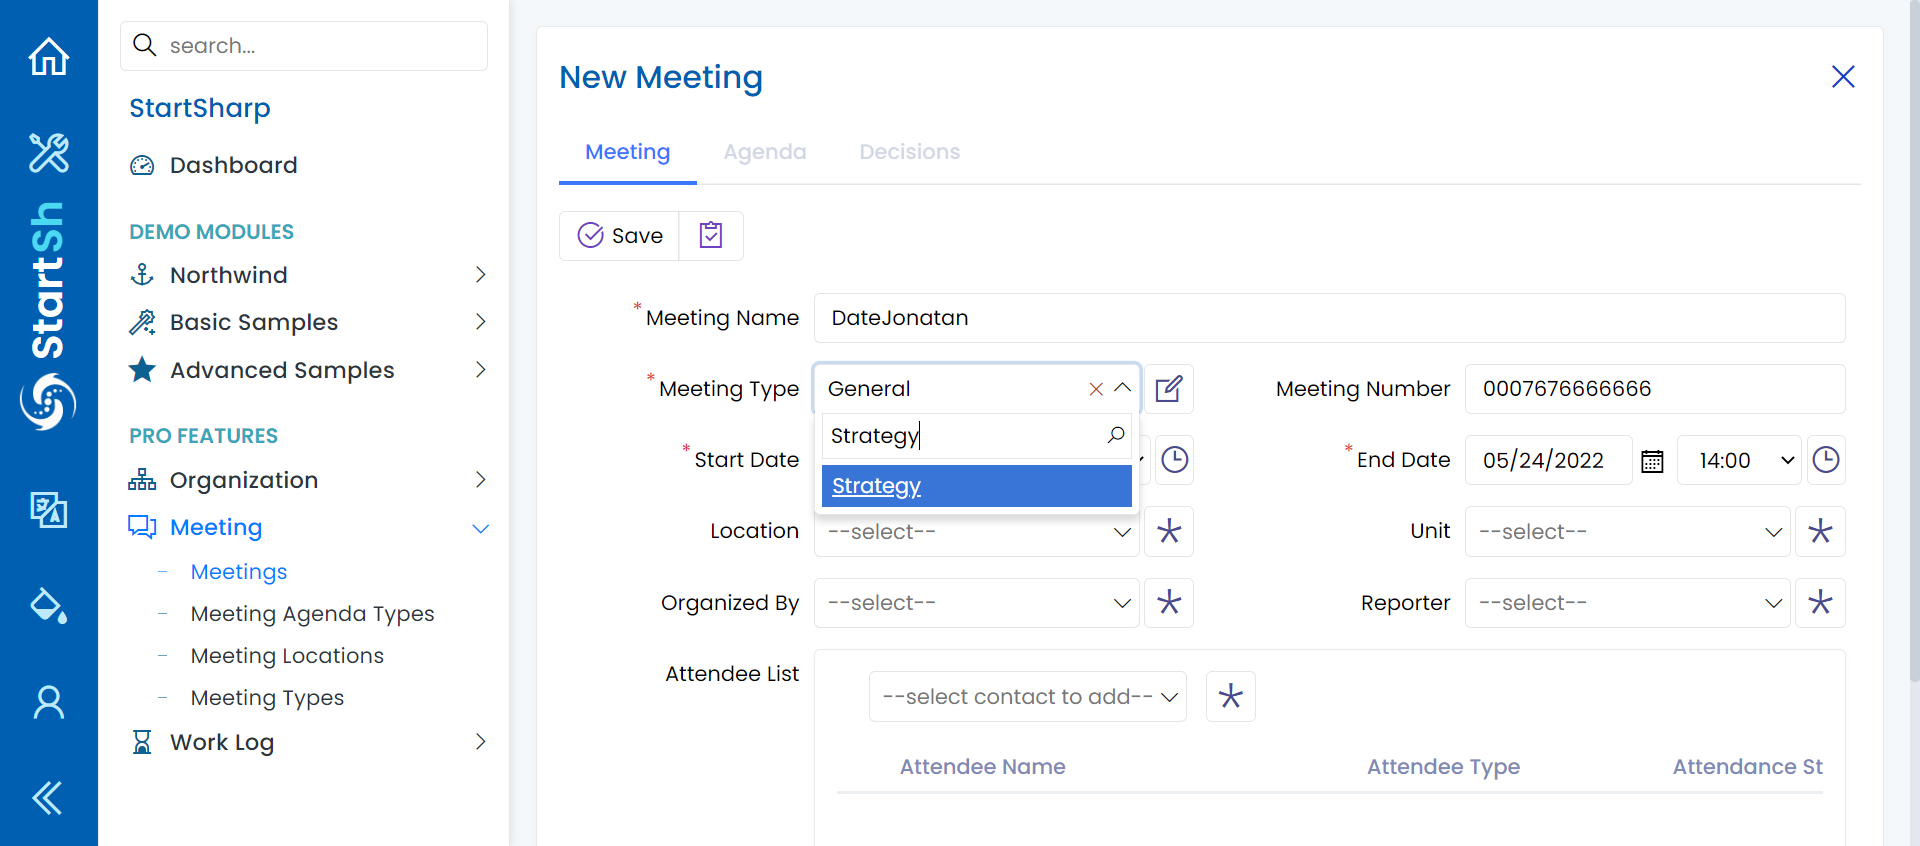 search...
StartSharp
Dashboard
DEMO MODULES
Northwind
Basic Samples
Advanced Samples
PRO FEATURES
Organization
Meeting
Meetings
Meeting Agenda Types
Meeting Locations
Meeting Types
Work Log
StartSh
New Meeting
Meeting Agenda Decisions
Save
* Meeting Name DateJonatan
* Meeting Type General
Meeting Number 0007676666666
Strategy
Strategy
* Start Date
* End Date 05/24/2022 14:00
Location --select--
Unit --select--
Organized By --select--
Reporter --select--
Attendee List
--select contact to add--
Attendee Name Attendee Type Attendance St